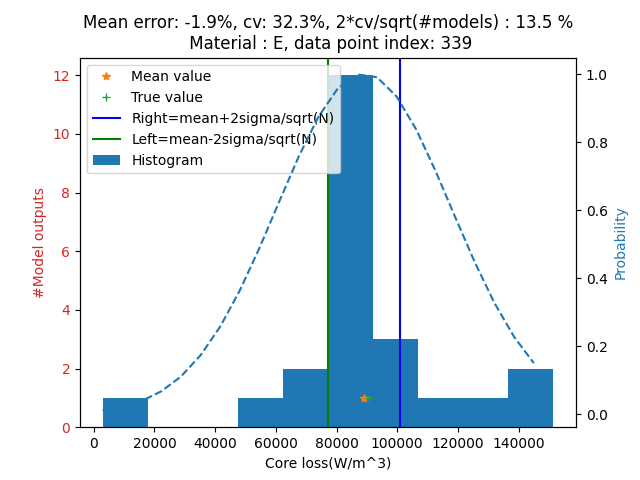 Mean error: -1.9%, cv: 32.3%, 2*cv/sqrt(#models) : 13.5 %
Material : E, data point index: 339
Mean value
True value
Right=mean+2sigma/sqrt(N)
Left=mean-2sigma/sqrt(N)
Histogram
#Model outputs
12
10
8
6
4
2
0
1.0
0.8
0.6
0.4
0.2
0.0
Probability
0 20000 40000 60000 80000 100000 120000 140000
Core loss(W/m^3)